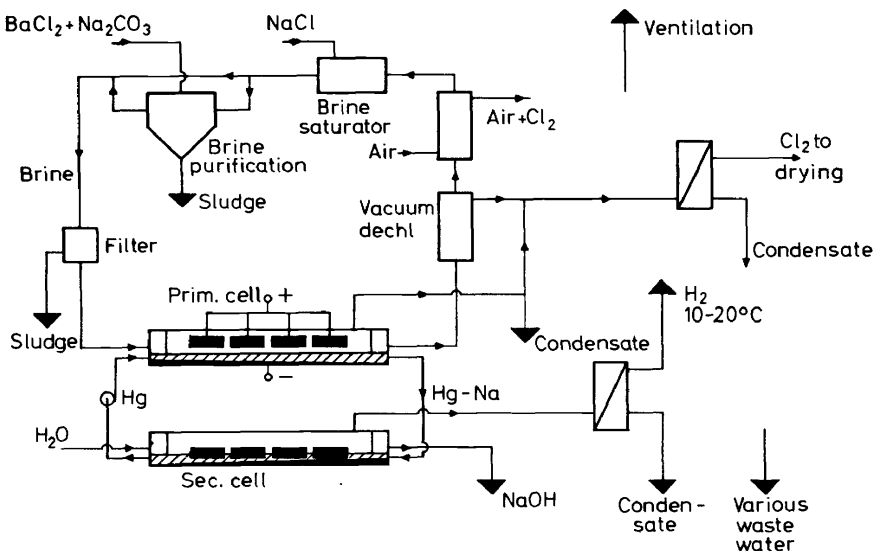 BaCl₂+Na₂CO₃
NaCl
Ventilation
Brine
saturator
Air+Cl₂
Air
Brine
purification
Cl₂ to
drying
Brine
Sludge
Vacuum
dechl
Filter
Condensate
Prim. cell +
H₂
10-20°C
Sludge
Condensate
−
Hg
Hg-Na
H₂O
Sec. cell
NaOH
Conden-
sate
Various
waste
water